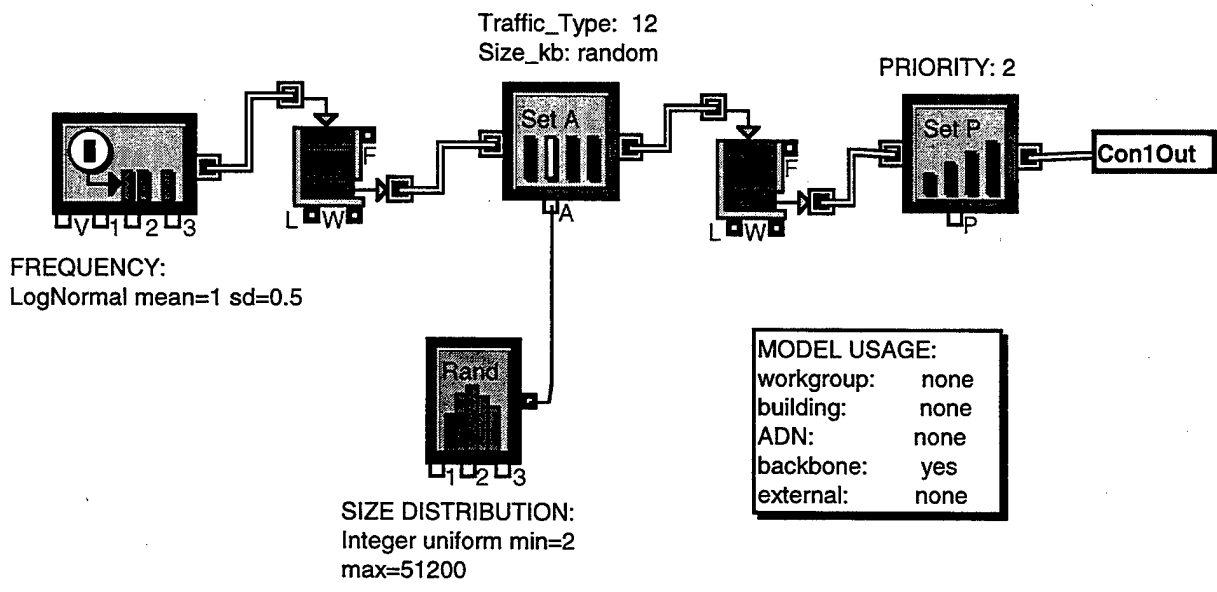 Traffic_Type: 12
Size_kb: random
PRIORITY: 2
Set A
Set P
F
F
Con1Out
V 1 2 3
L W
A
L W
P
FREQUENCY:
LogNormal mean=1 sd=0.5
Rand
1 2 3
SIZE DISTRIBUTION:
Integer uniform min=2
max=51200
MODEL USAGE:
workgroup: none
building: none
ADN: none
backbone: yes
external: none